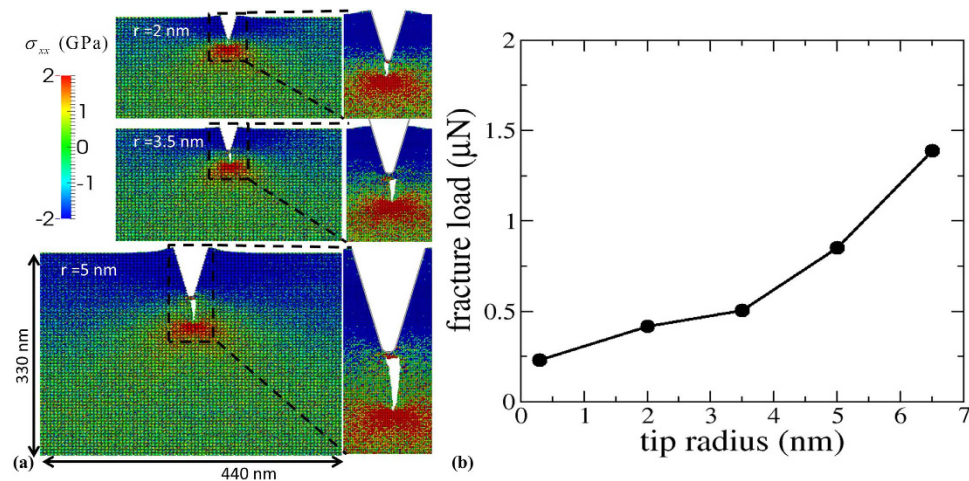 σxx (GPa)
2
1
0
-1
-2
r =2 nm
r =3.5 nm
r =5 nm
330 nm
440 nm
(a)
fracture load (μN)
2
1.5
1
0.5
0
0 1 2 3 4 5 6 7
tip radius (nm)
(b)